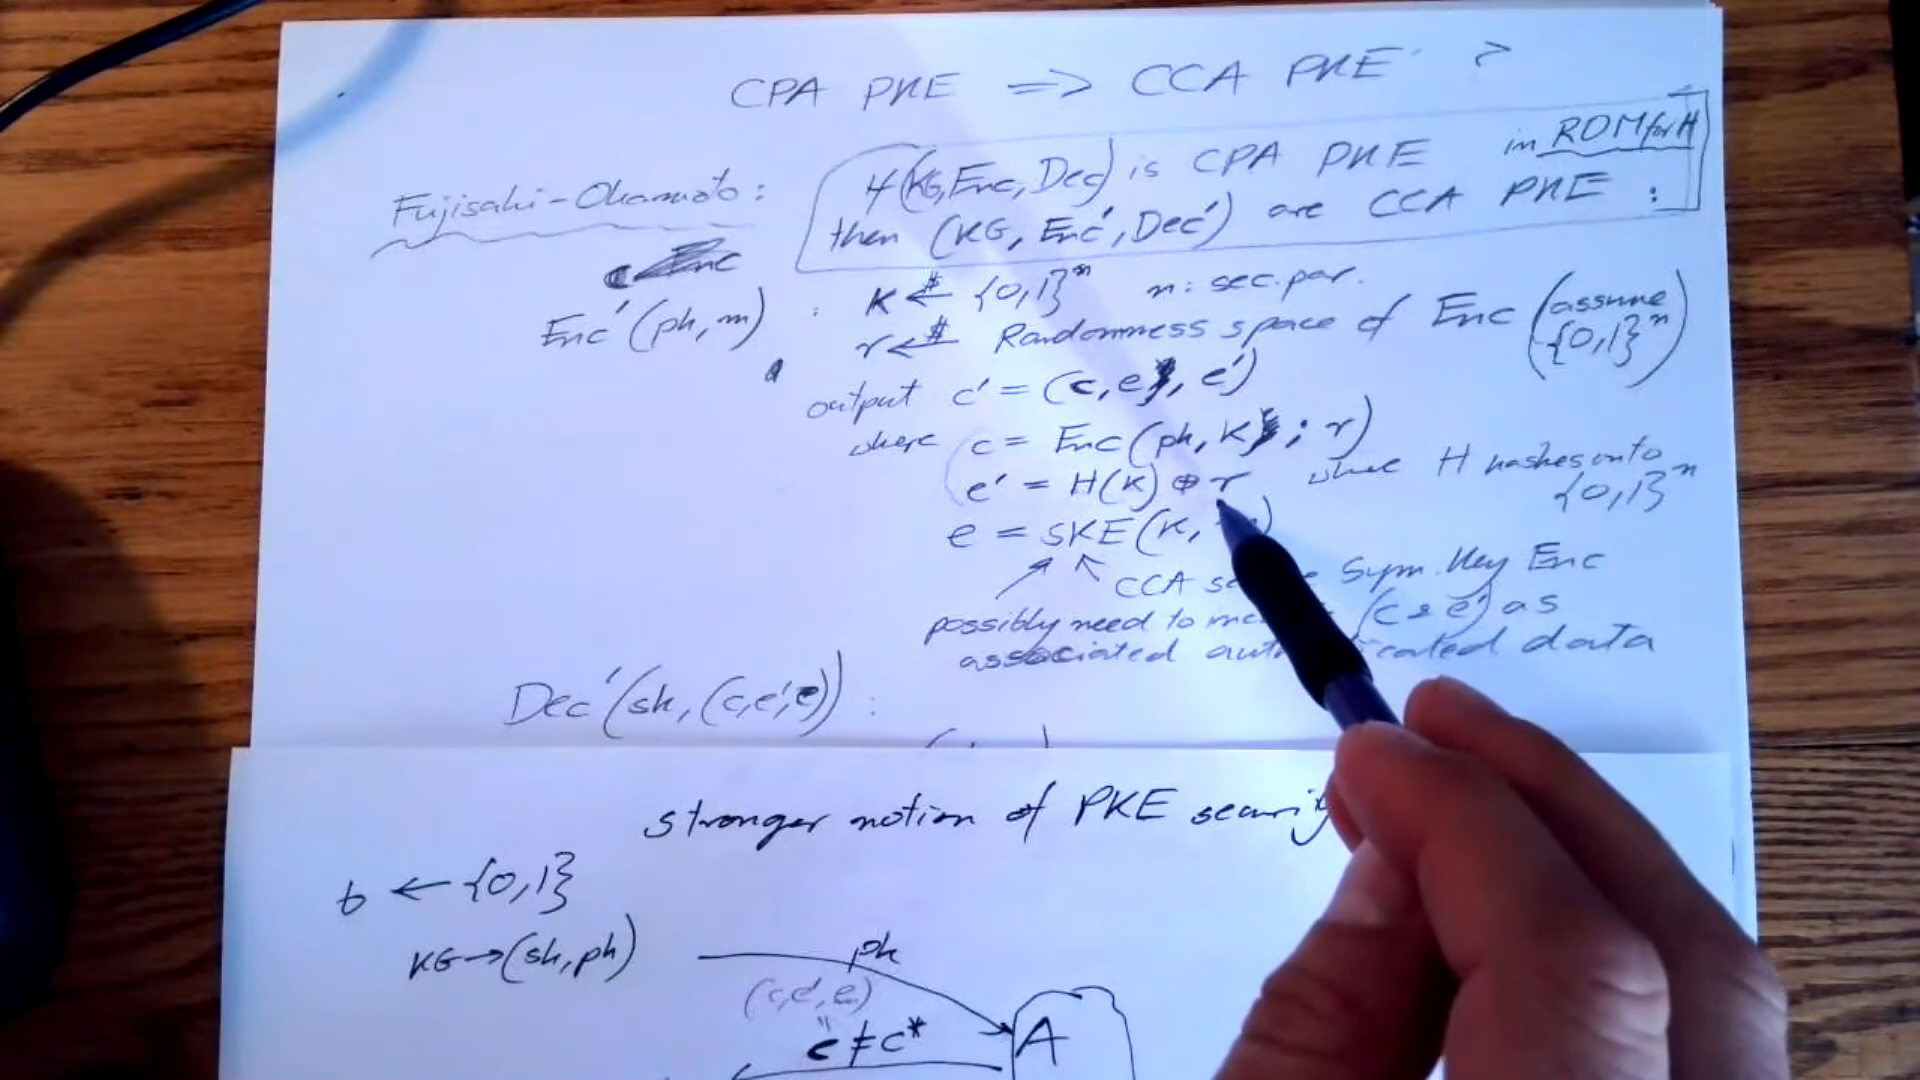 CPA PKE => CCA PKE ?
Fujisaki-Okamoto: If (KG, Enc, Dec) is CPA PKE in ROM for H
then (KG, Enc', Dec') are CCA PKE :
Enc'(pk, m) : K ←$ {0,1}^n n: sec.par.
r ←$ Randomness space of Enc (assume {0,1}^n)
output c' = (c, e, e')
where c = Enc(pk, K ; r)
e' = H(K) ⊕ r where H hashes onto {0,1}^n
e = SKE(K,
CCA Sym. Key Enc
possibly need to (c & e') as
associated data
Dec'(sk, (c, e', e)) :
stronger notion of PKE security
b ← {0,1}
KG → (sk, pk) pk
(c, e', e)
c ≠ c* A